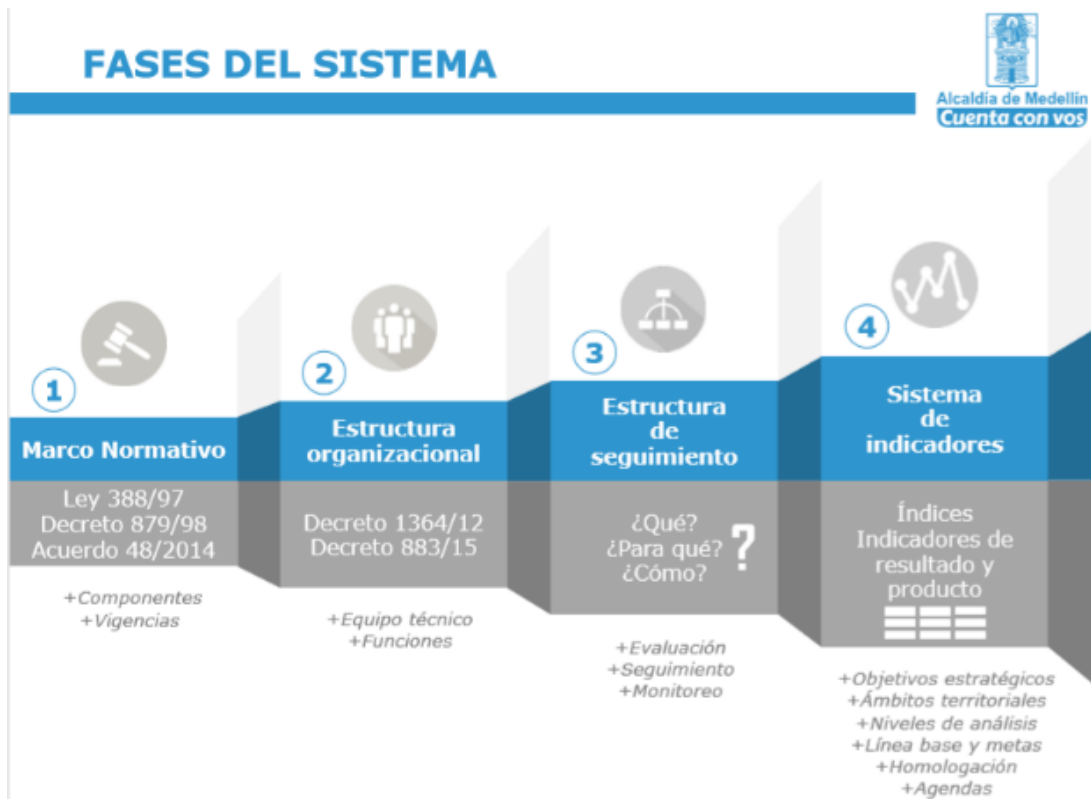 FASES DEL SISTEMA
Alcaldía de Medellín
Cuenta con vos
1
Marco Normativo
Ley 388/97
Decreto 879/98
Acuerdo 48/2014
+Componentes
+Vigencias
2
Estructura
organizacional
Decreto 1364/12
Decreto 883/15
+Equipo técnico
+Funciones
3
Estructura
de
seguimiento
¿Qué?
¿Para qué?
¿Cómo?
?
+Evaluación
+Seguimiento
+Monitoreo
4
Sistema
de
indicadores
Índices
Indicadores de
resultado y
producto
+Objetivos estratégicos
+Ámbitos territoriales
+Niveles de análisis
+Línea base y metas
+Homologación
+Agendas